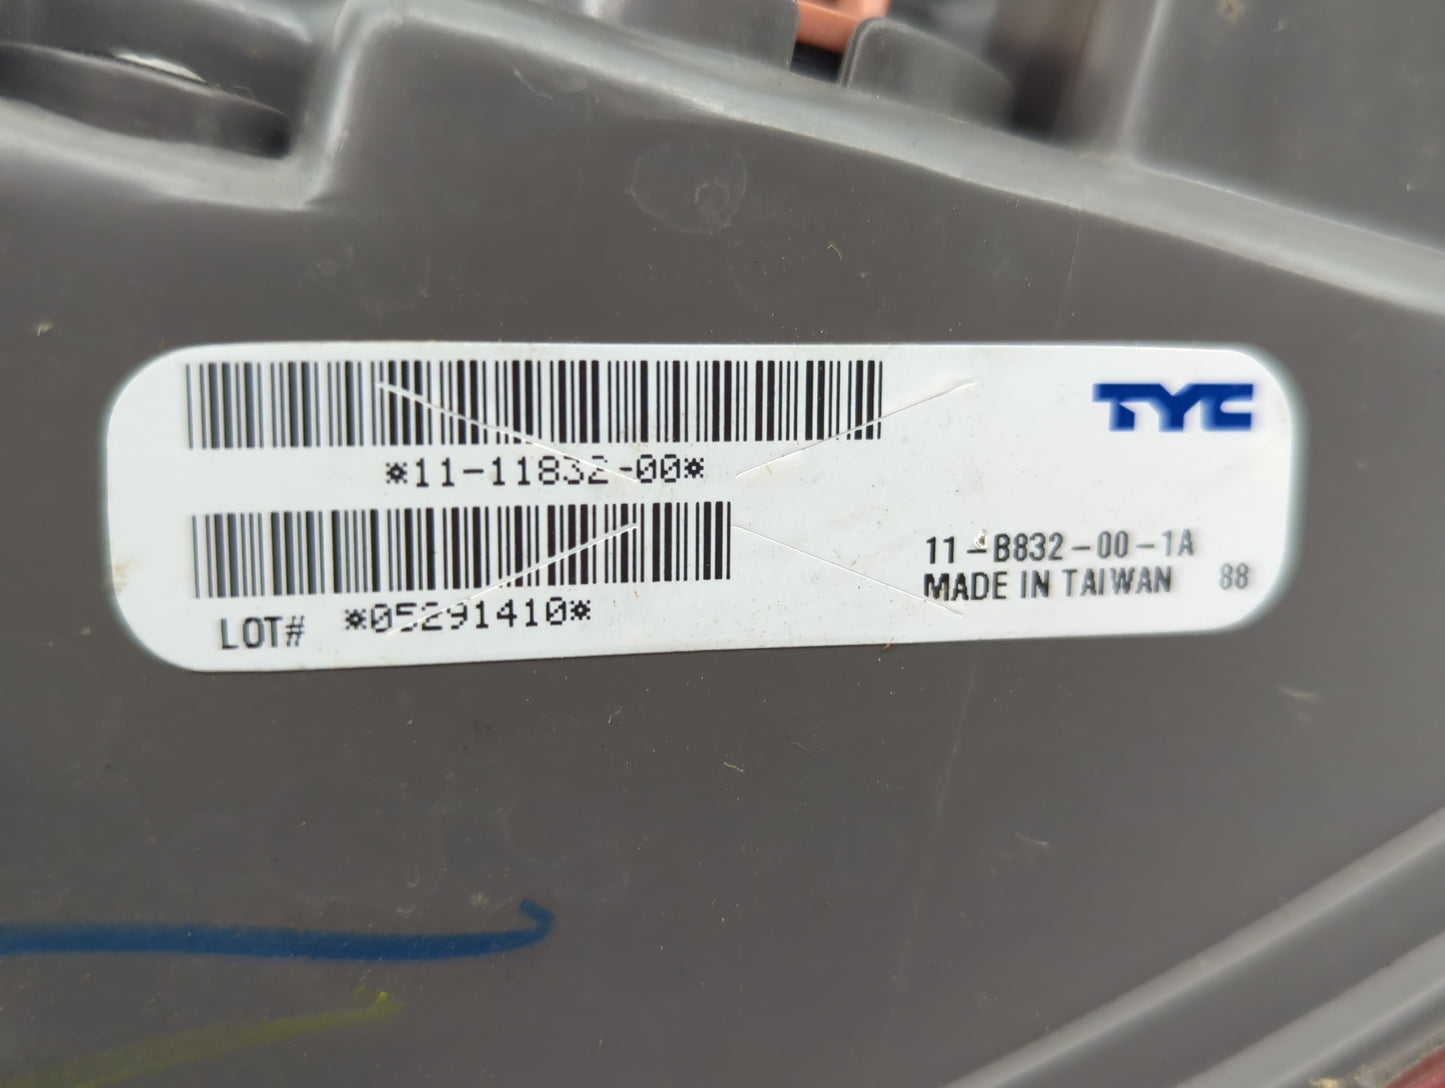 TYC
*11-11832-00*
*05291410*
LOT#
11-B832-00-1A
MADE IN TAIWAN 88